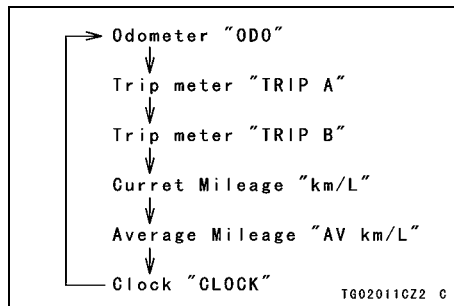 Odometer "ODO"
Trip meter "TRIP A"
Trip meter "TRIP B"
Curret Mileage "km/L"
Average Mileage "AV km/L"
Clock "CLOCK"
TG02011CZ2 C